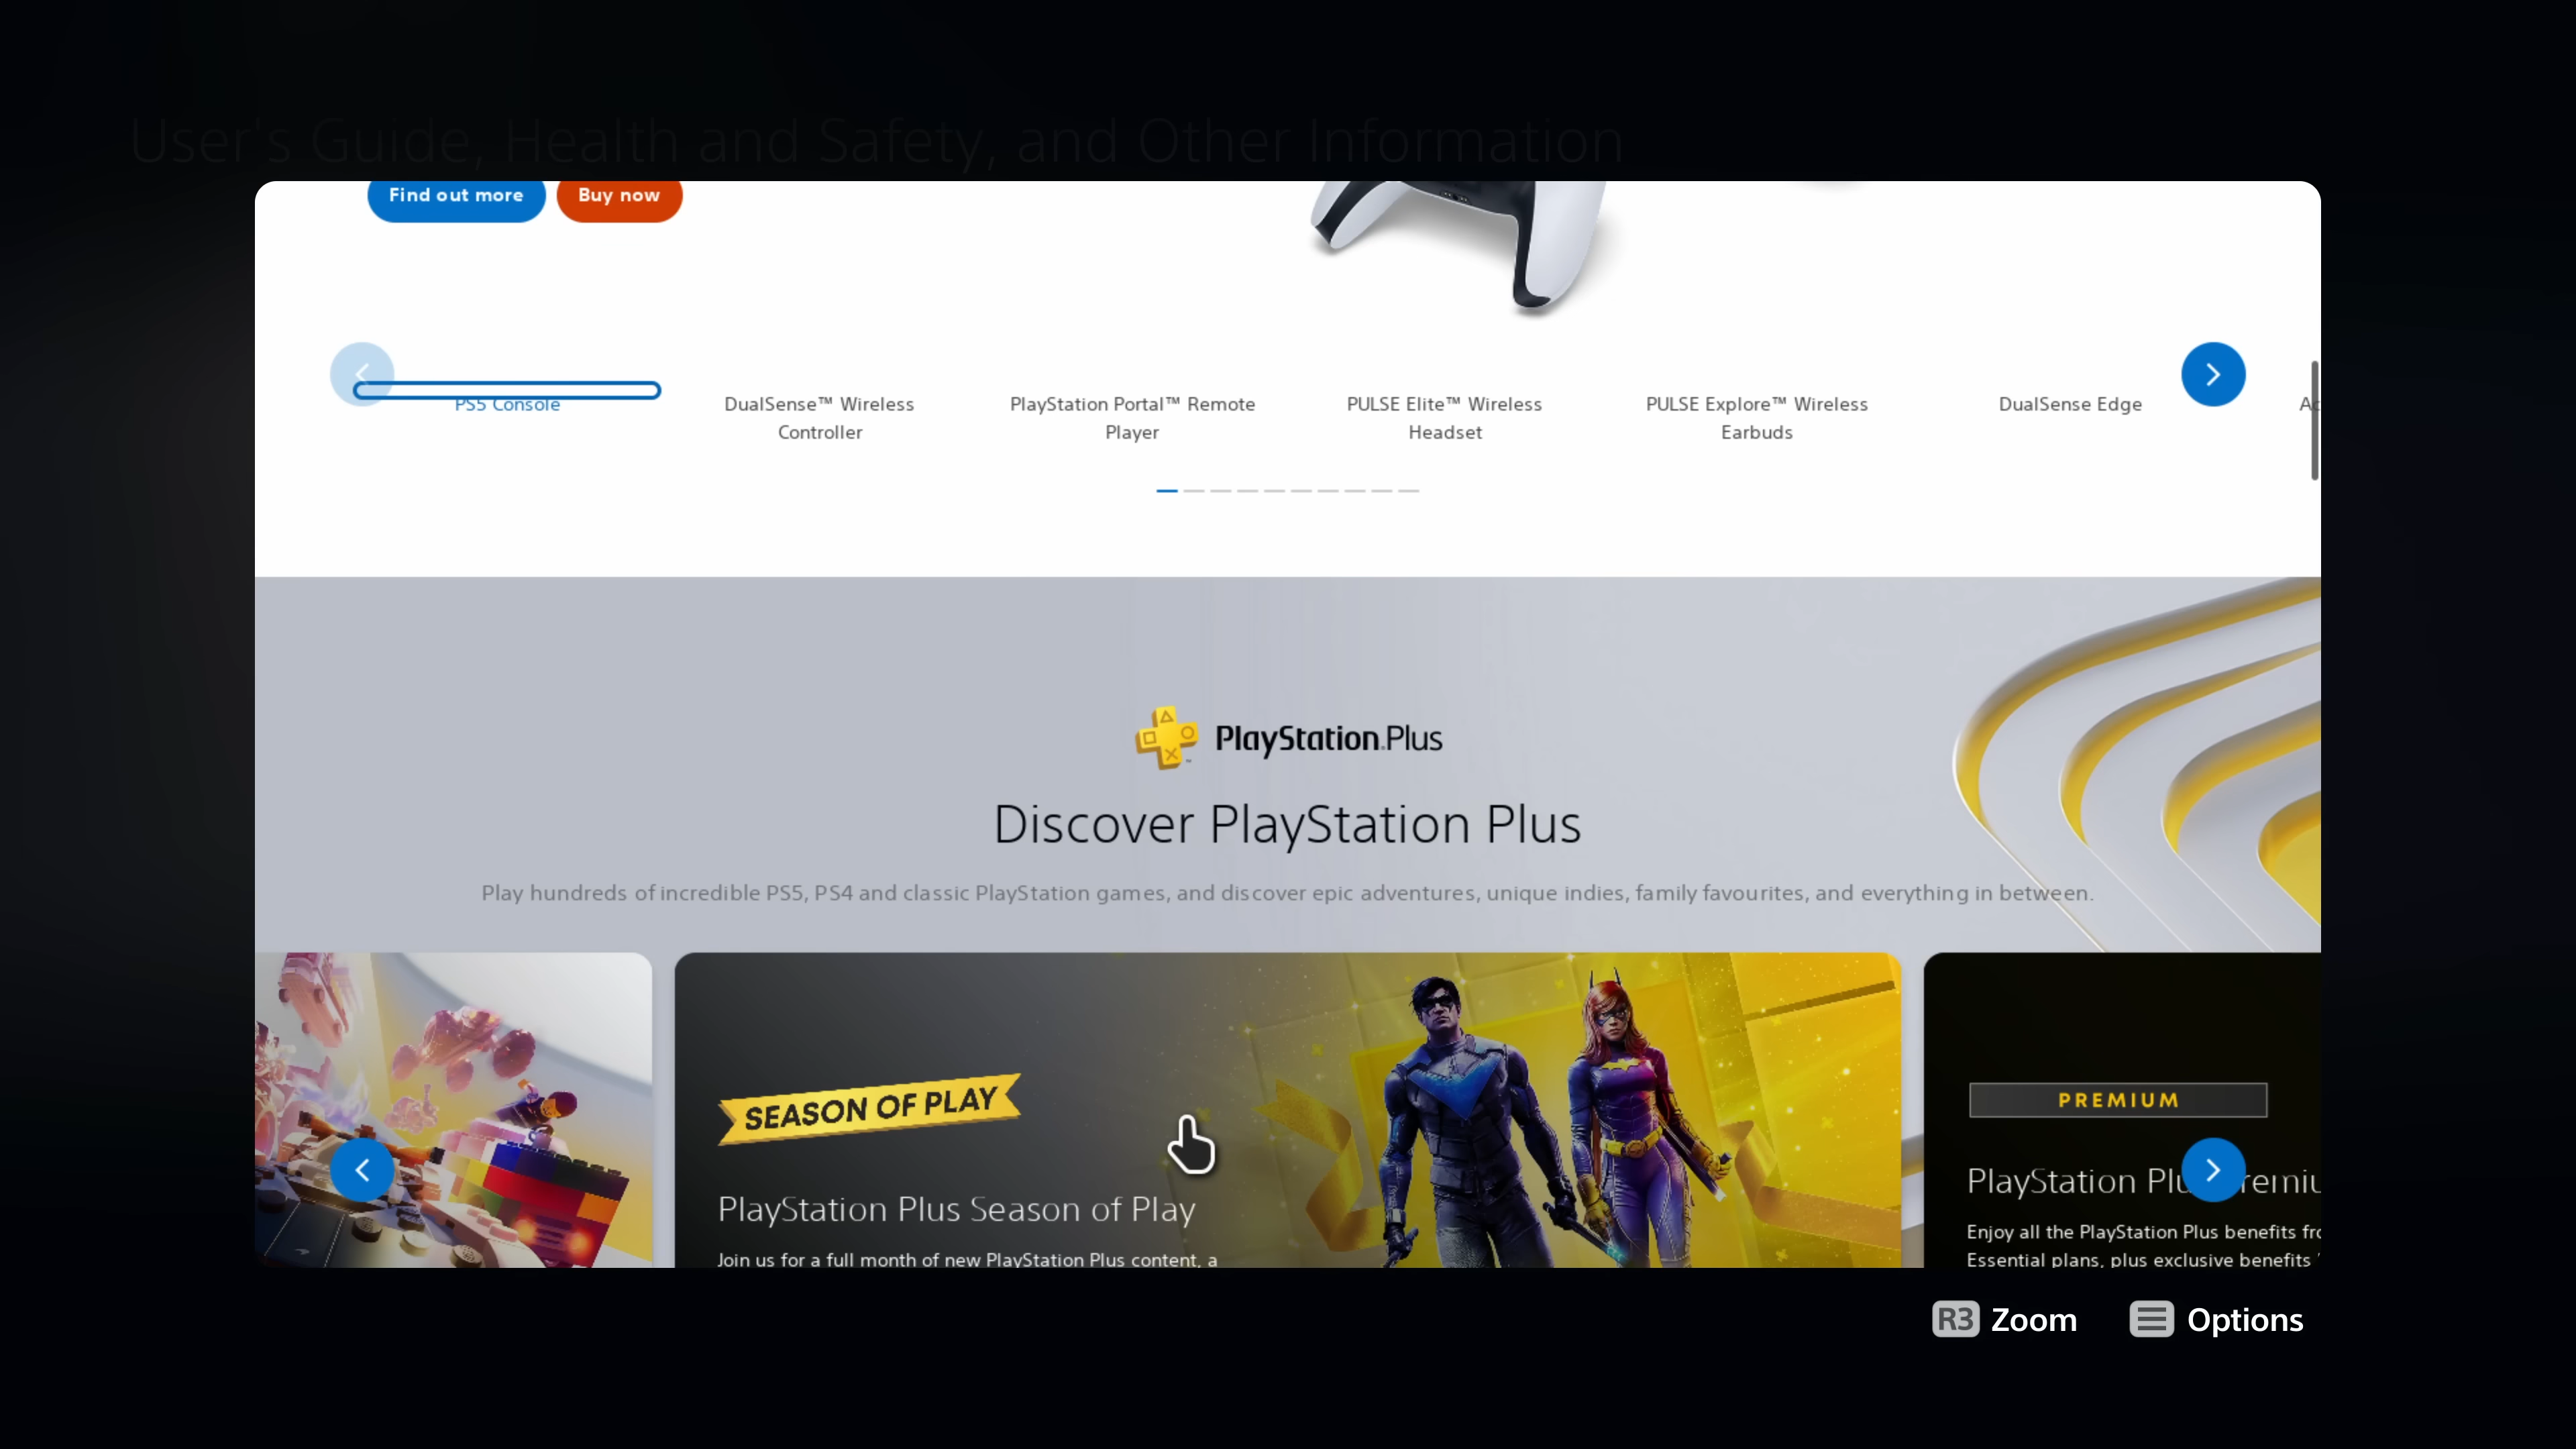 User's Guide, Health and Safety, and Other Information
Find out more
Buy now
PS5 Console
DualSense™ Wireless
Controller
PlayStation Portal™ Remote
Player
PULSE Elite™ Wireless
Headset
PULSE Explore™ Wireless
Earbuds
DualSense Edge
PlayStation.Plus
Discover PlayStation Plus
Play hundreds of incredible PS5, PS4 and classic PlayStation games, and discover epic adventures, unique indies, family favourites, and everything in between.
SEASON OF PLAY
PlayStation Plus Season of Play
Join us for a full month of new PlayStation Plus content, a
PREMIUM
PlayStation
Enjoy all the PlayStation Plus benefits
Essential plans, plus exclusive benefits
R3 Zoom
Options